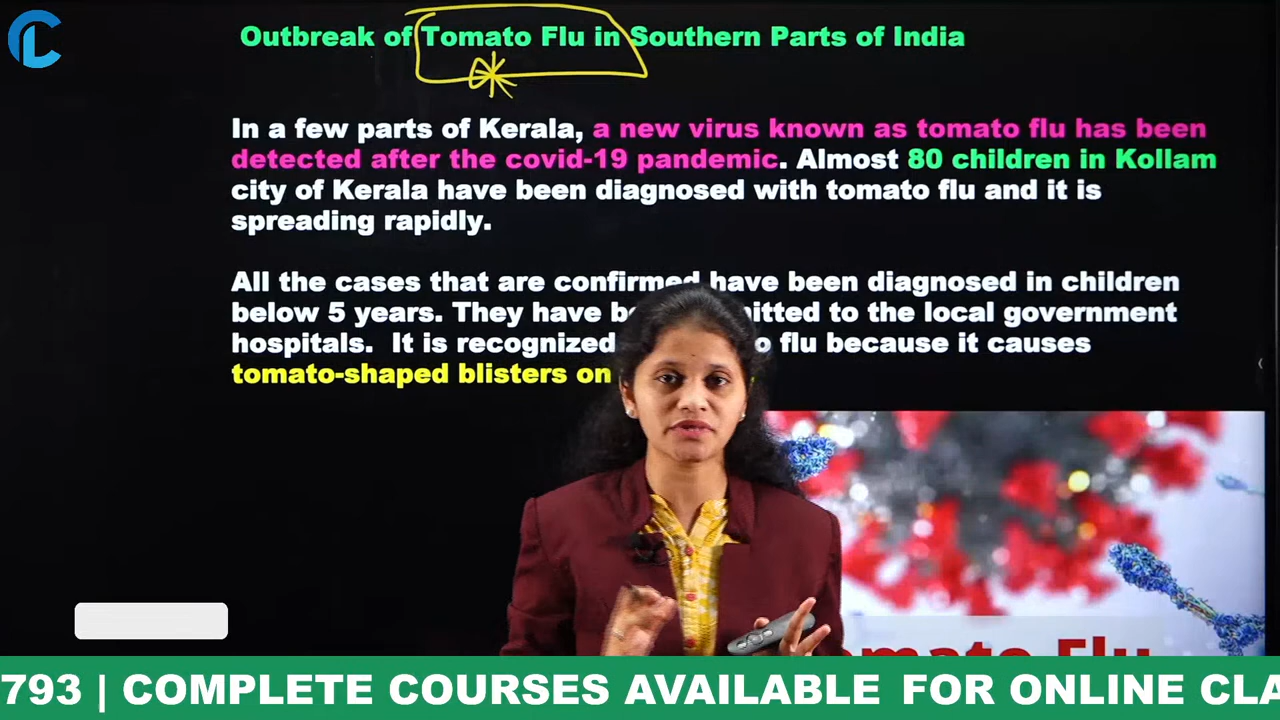 Outbreak of Tomato Flu in Southern Parts of India
In a few parts of Kerala, a new virus known as tomato flu has been
detected after the covid-19 pandemic. Almost 80 children in Kollam
city of Kerala have been diagnosed with tomato flu and it is
spreading rapidly.
All the cases that are confirmed have been diagnosed in children
below 5 years. They have to the local government
hospitals. It is recognized flu because it causes
tomato-shaped blisters on
Flu
793 | COMPLETE COURSES AVAILABLE FOR ONLINE